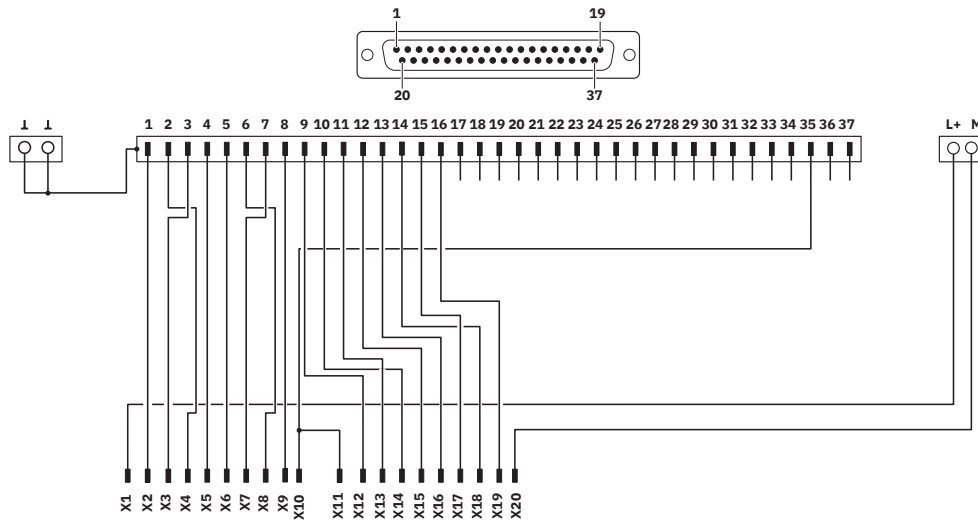 1 19
20 37
⊥ ⊥ 1 2 3 4 5 6 7 8 9 10 11 12 13 14 15 16 17 18 19 20 21 22 23 24 25 26 27 28 29 30 31 32 33 34 35 36 37 L+ M
X1 X2 X3 X4 X5 X6 X7 X8 X9 X10 X11 X12 X13 X14 X15 X16 X17 X18 X19 X20